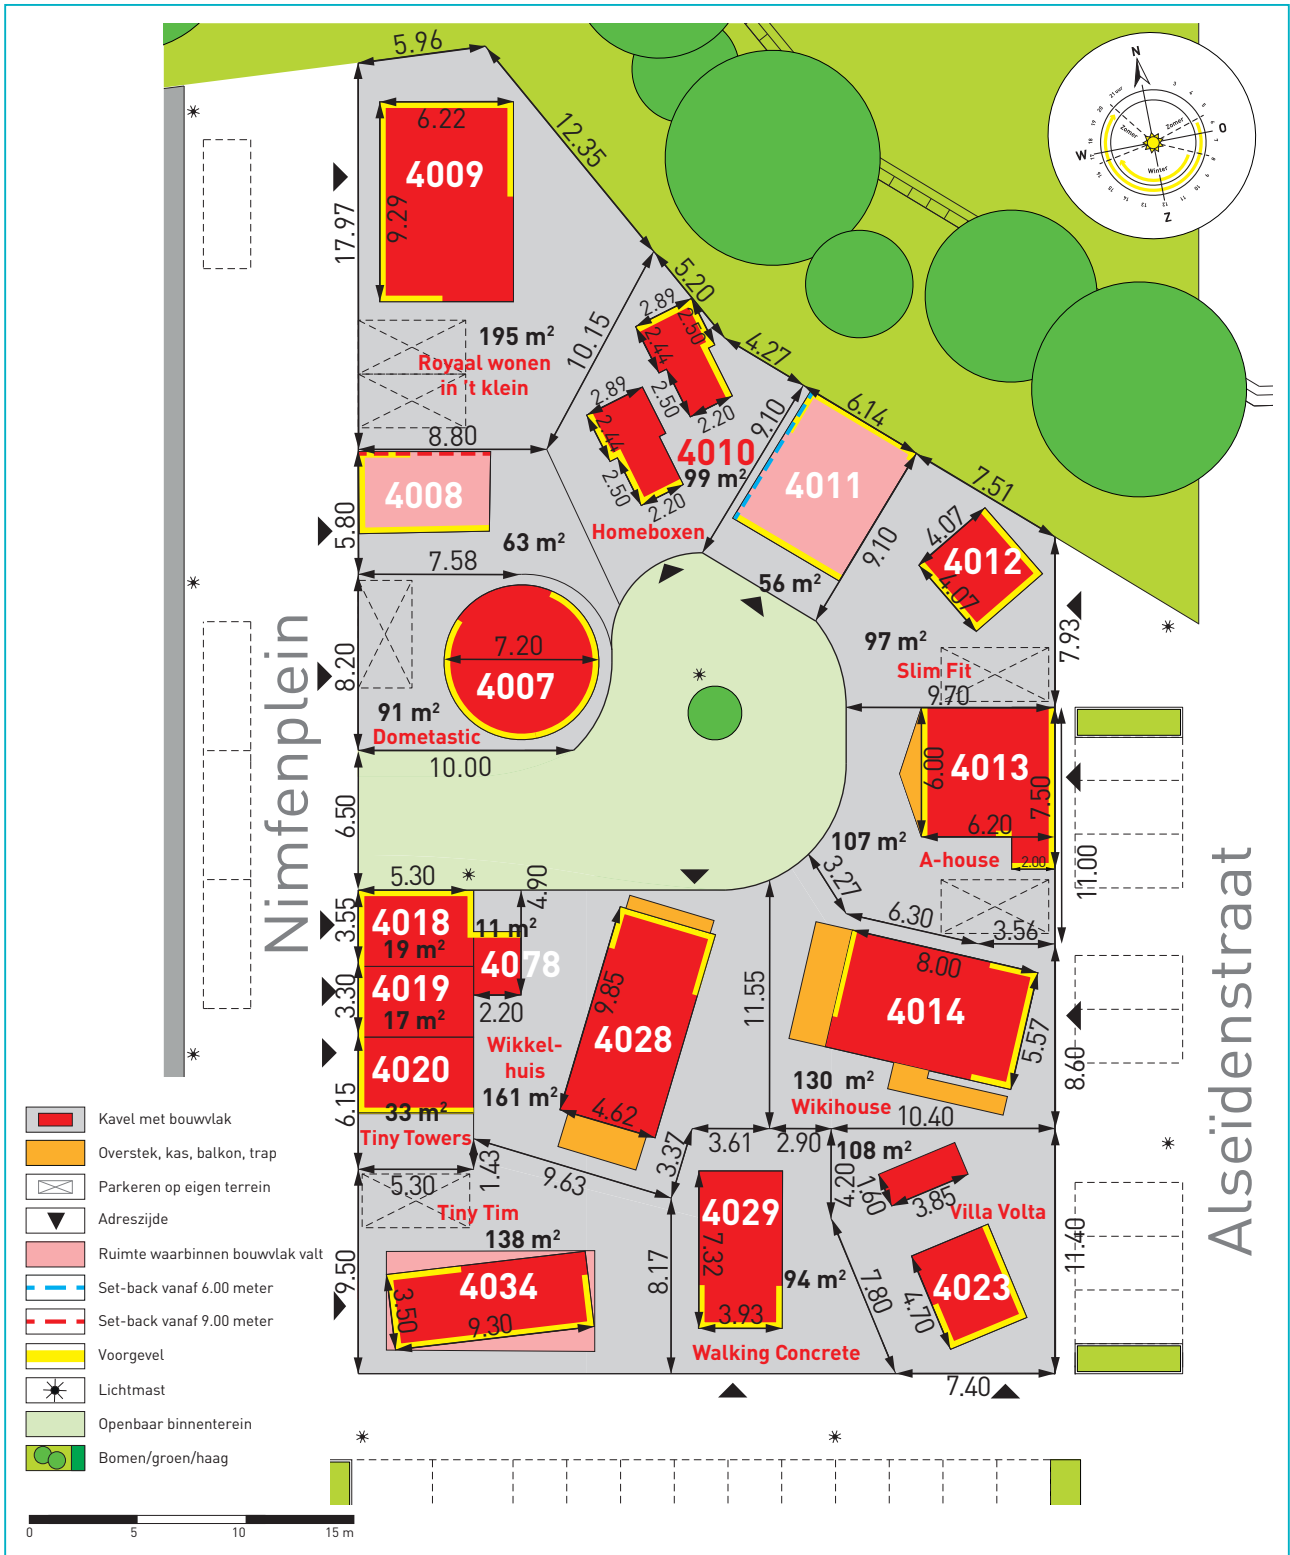 5.96
12.35
6.22
4009
9.29
17.97
195 m²
Royaal wonen
in 't klein
10.15
8.80
5.20
2.89
2.50
2.44
2.50
2.20
4.27
2.89
2.44
2.50
2.20
4010
99 m²
Homeboxen
9.10
6.14
4011
9.10
56 m²
7.51
4008
5.80
63 m²
7.58
4.07
4012
4.07
97 m²
7.93
Slim Fit
9.70
7.20
4007
8.20
91 m²
Dometastic
10.00
6.50
6.00
4013
7.50
6.20
2.00
107 m²
A-house
11.00
3.27
6.30
3.56
Nimfenplein
Alseïdenstraat
5.30
4.90
3.55
4018
19 m²
11 m²
4078
3.30
4019
17 m²
2.20
4020
6.15
33 m²
Tiny Towers
Wikkel-
huis
161 m²
9.85
4028
4.62
11.55
8.00
4014
5.57
130 m²
Wikihouse
8.60
10.40
3.61
2.90
3.37
1.43
9.63
5.30
Tiny Tim
138 m²
4034
3.50
9.30
9.50
8.17
4029
7.32
3.93
94 m²
Walking Concrete
108 m²
4.20
1.60
3.85
Villa Volta
4023
4.70
7.80
11.40
7.40
N
O
Z
W
Zomer
Zomer
Winter
21 uur
Kavel met bouwvlak
Overstek, kas, balkon, trap
Parkeren op eigen terrein
Adreszijde
Ruimte waarbinnen bouwvlak valt
Set-back vanaf 6.00 meter
Set-back vanaf 9.00 meter
Voorgevel
Lichtmast
Openbaar binnenterein
Bomen/groen/haag
0 5 10 15 m